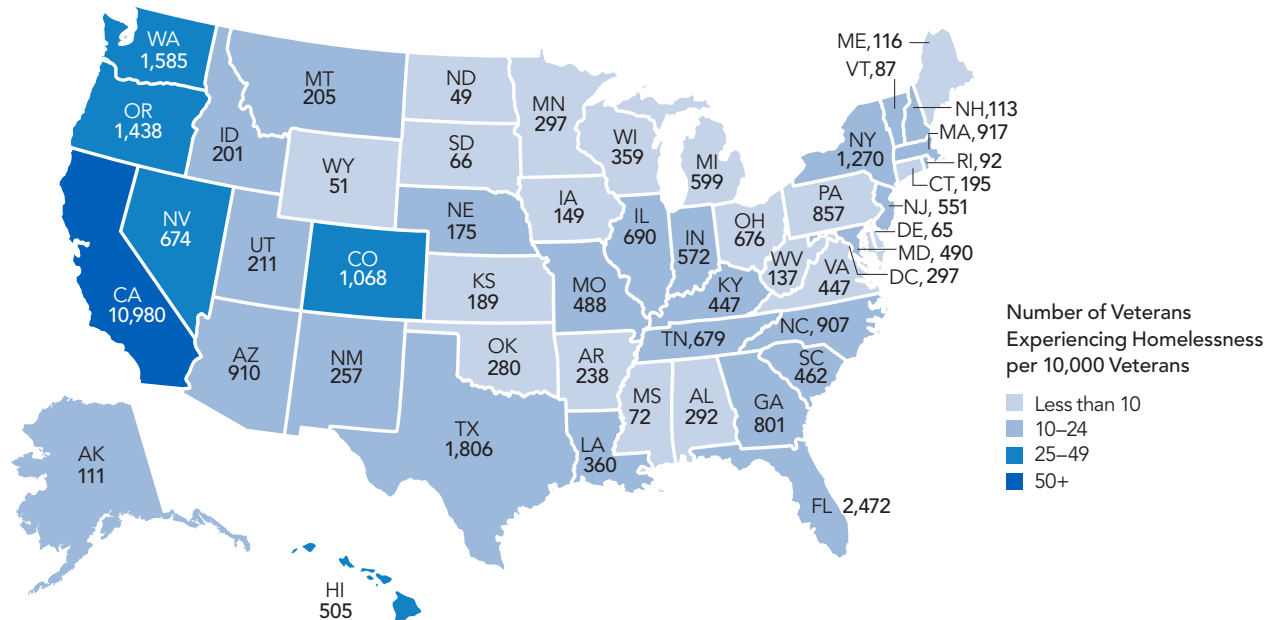 WA
1,585
OR
1,438
CA
10,980
NV
674
ID
201
MT
205
WY
51
UT
211
CO
1,068
AZ
910
NM
257
ND
49
SD
66
NE
175
KS
189
OK
280
TX
1,806
MN
297
IA
149
MO
488
AR
238
LA
360
WI
359
IL
690
MI
599
IN
572
OH
676
KY
447
TN,679
MS
72
AL
292
GA
801
FL 2,472
SC
462
NC, 907
VA
447
WV
137
PA
857
NY
1,270
ME, 116
VT, 87
NH,113
MA, 917
RI, 92
CT, 195
NJ, 551
DE, 65
MD, 490
DC, 297
AK
111
HI
505
Number of Veterans
Experiencing Homelessness
per 10,000 Veterans
Less than 10
10–24
25–49
50+